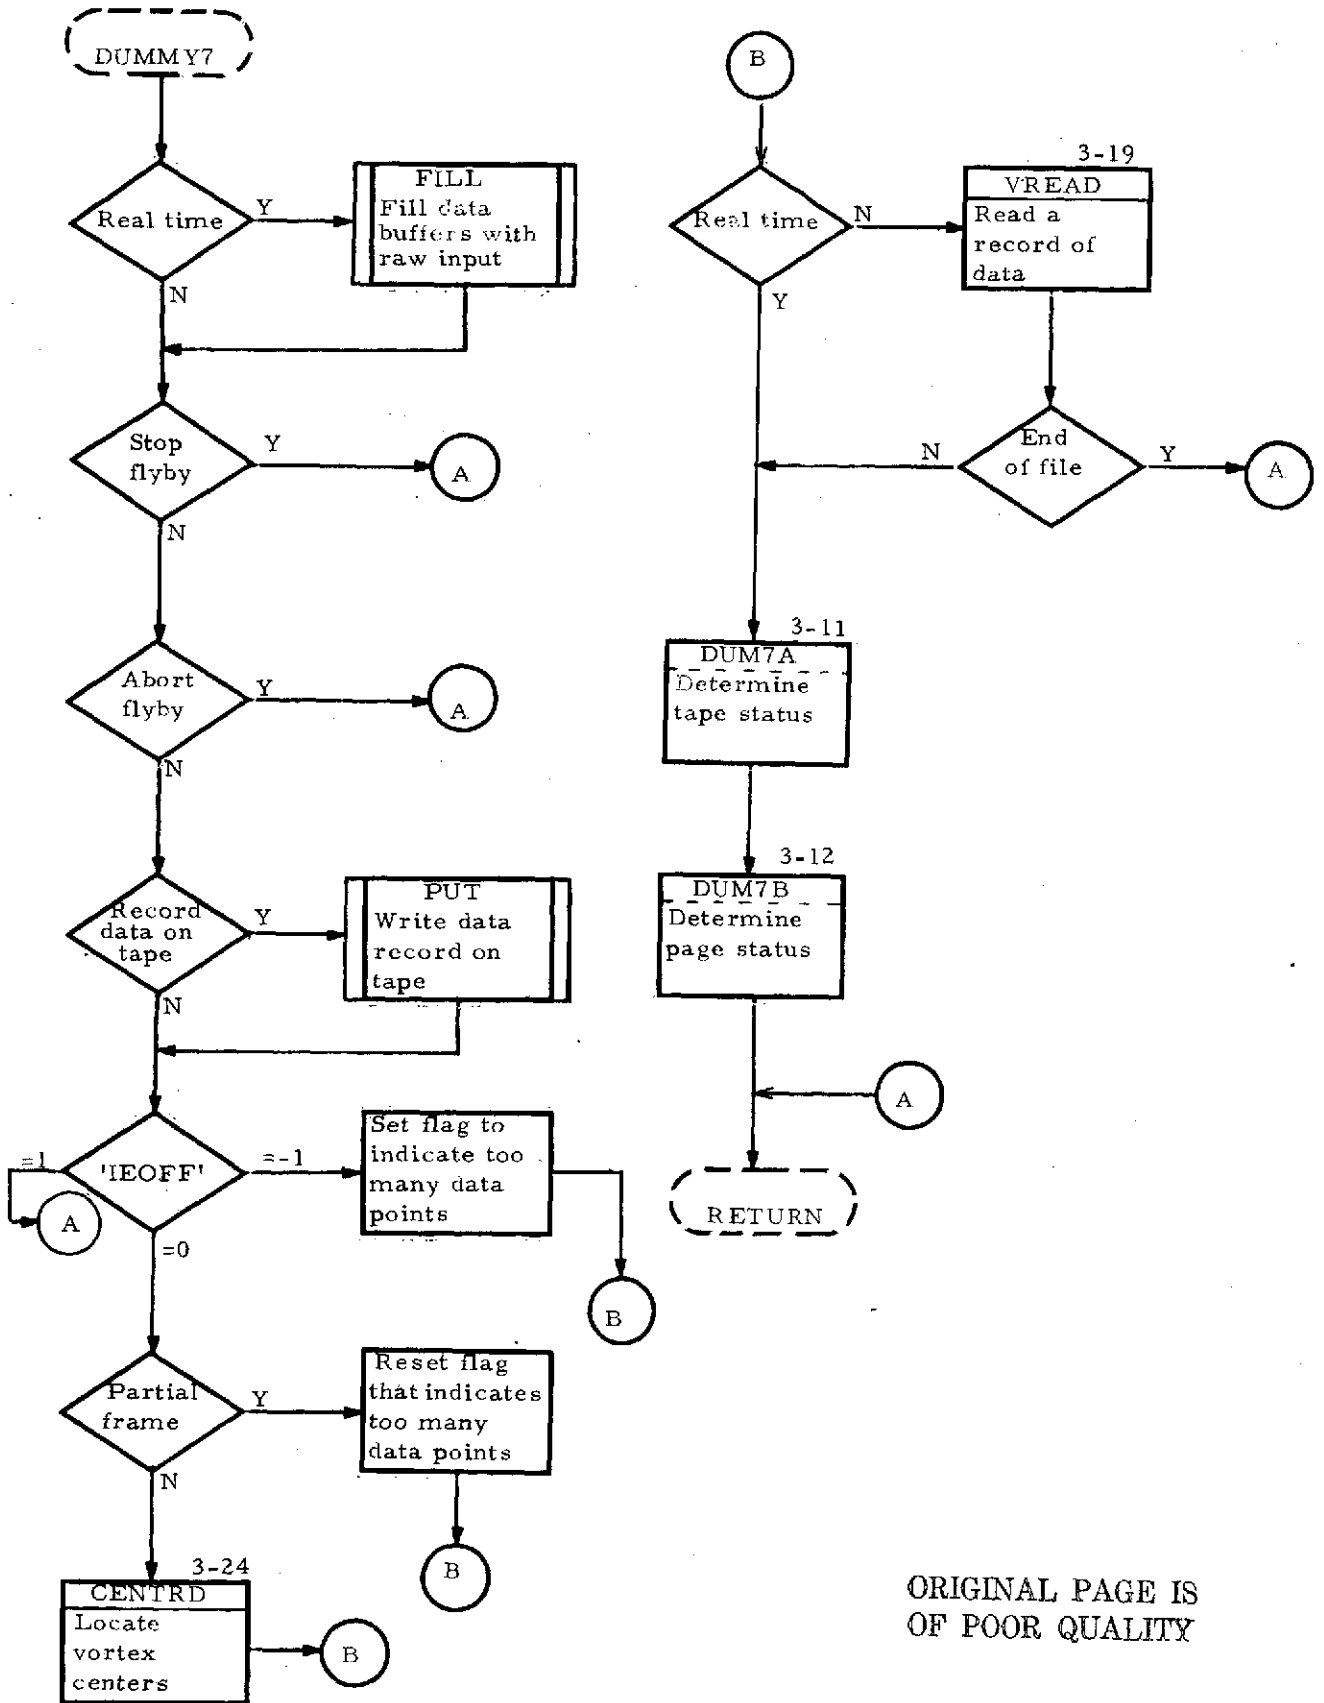 DUMMY7
Real time
Y
N
FILL
Fill data
buffers with
raw input
Stop
flyby
Y
A
N
Abort
flyby
Y
A
N
Record
data on
tape
Y
N
PUT
Write data
record on
tape
'IEOFF'
=1
A
=-1
=0
Set flag to
indicate too
many data
points
B
Partial
frame
Y
N
Reset flag
that indicates
too many
data points
B
3-24
CENTRD
Locate
vortex
centers
B
B
Real time
N
Y
3-19
VREAD
Read a
record of
data
End
of file
N
Y
A
3-11
DUM7A
Determine
tape status
3-12
DUM7B
Determine
page status
A
RETURN
ORIGINAL PAGE IS
OF POOR QUALITY